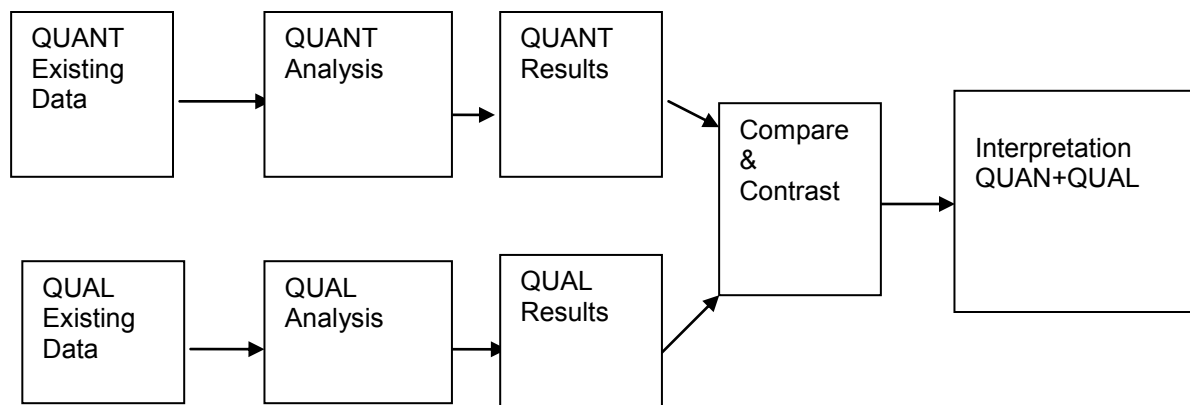 QUANT
Existing
Data
QUANT
Analysis
QUANT
Results
Compare
&
Contrast
Interpretation
QUAN+QUAL
QUAL
Existing
Data
QUAL
Analysis
QUAL
Results